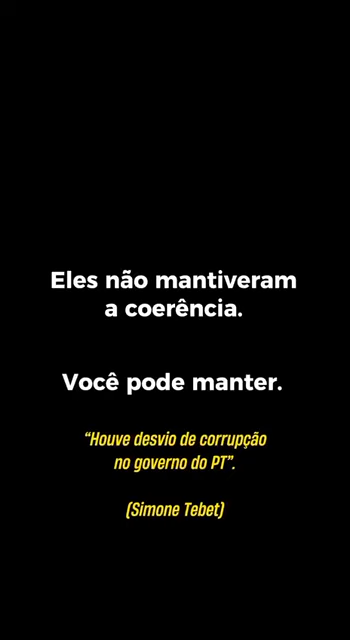 Eles não mantiveram
a coerência.
Você pode manter.
“Houve desvio de corrupção
no governo do PT”.
(Simone Tebet)